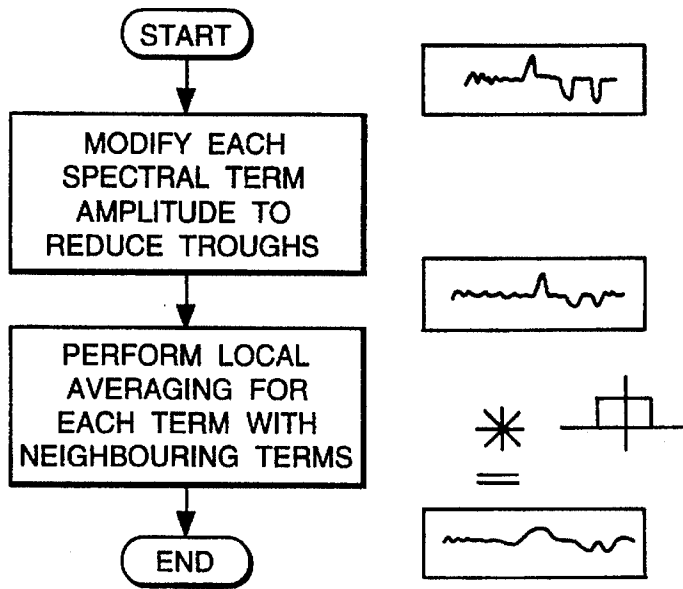 START
MODIFY EACH
SPECTRAL TERM
AMPLITUDE TO
REDUCE TROUGHS
PERFORM LOCAL
AVERAGING FOR
EACH TERM WITH
NEIGHBOURING TERMS
END